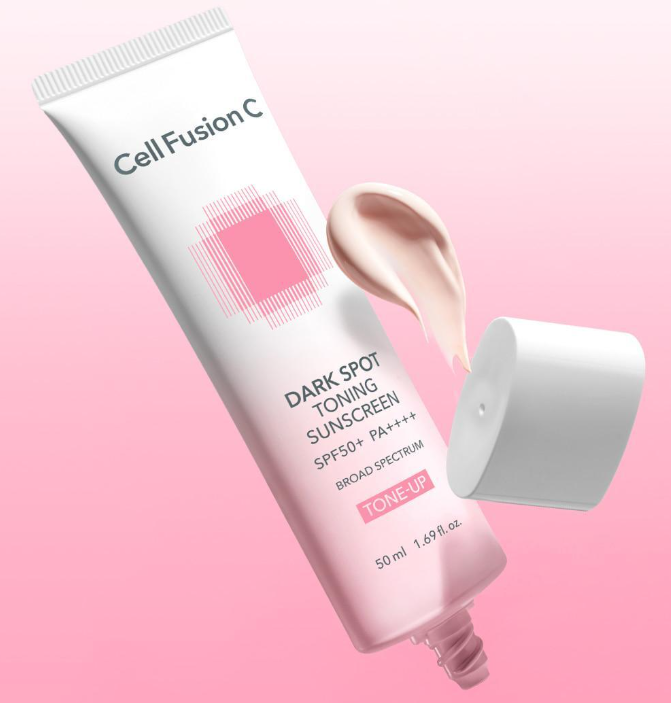 Cell Fusion C
DARK SPOT
TONING
SUNSCREEN
SPF50+ PA++++
BROAD SPECTRUM
TONE-UP
50 ml 1.69 fl. oz.